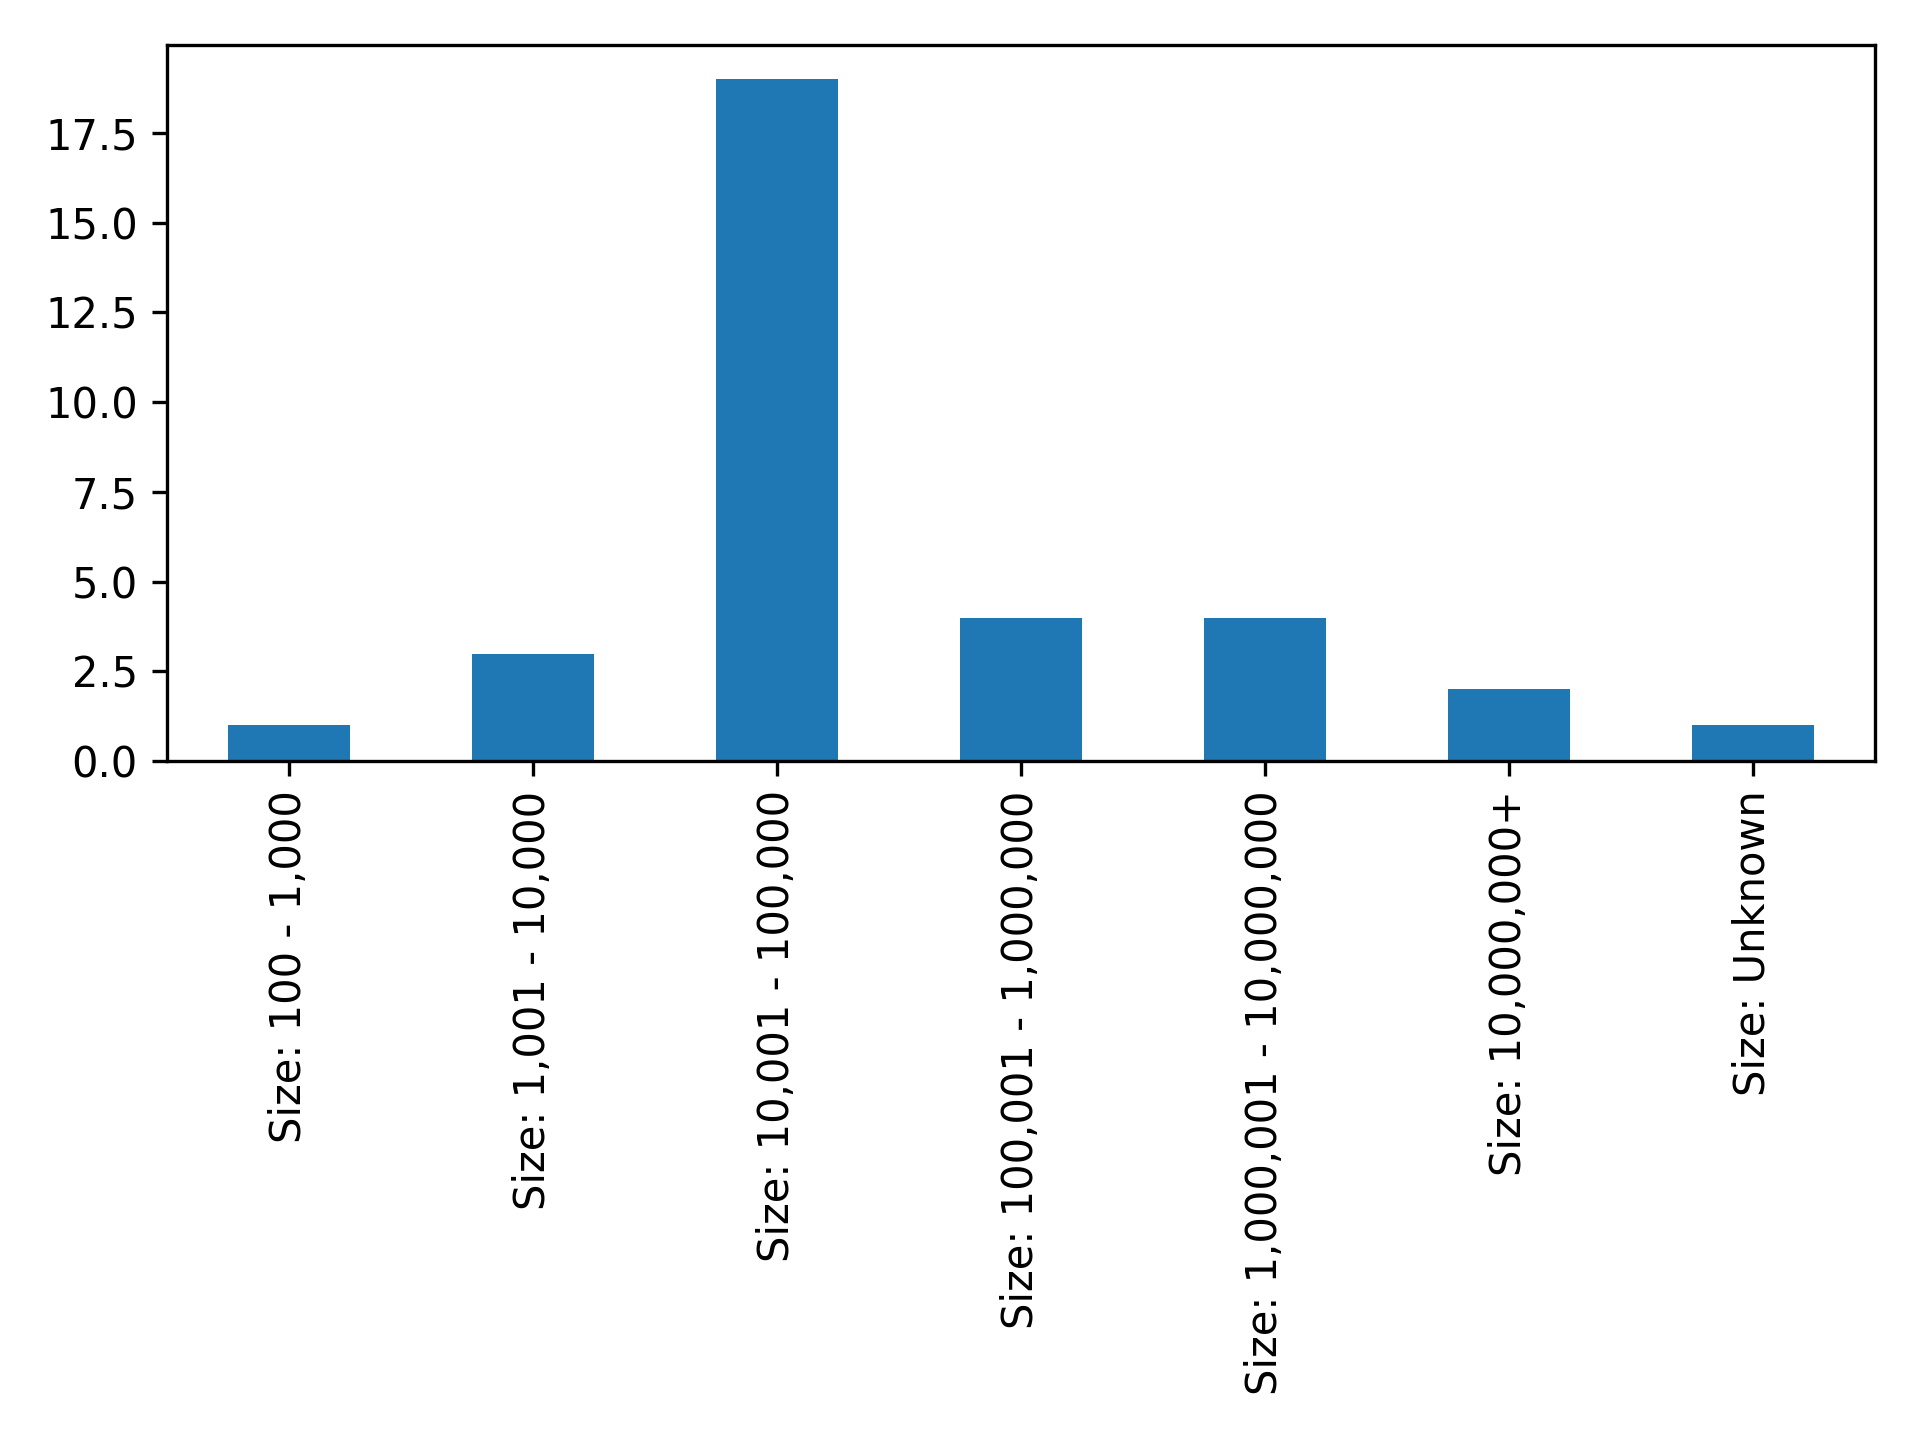 17.5
15.0
12.5
10.0
7.5
5.0
2.5
0.0
Size: 100 - 1,000
Size: 1,001 - 10,000
Size: 10,001 - 100,000
Size: 100,001 - 1,000,000
Size: 1,000,001 - 10,000,000
Size: 10,000,000+
Size: Unknown